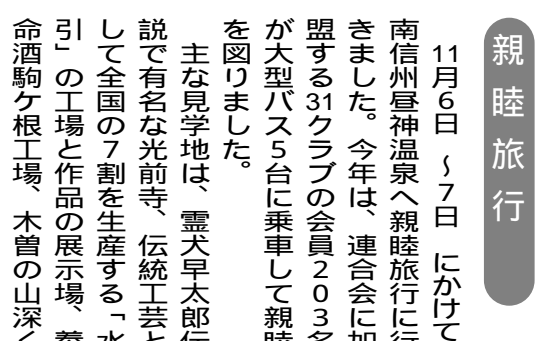 親睦旅行
11月6日～7日 にかけて
南信州昼神温泉へ親睦旅行に行
きました。今年は、連合会に加
盟する31クラブの会員２０３名
が大型バス５台に乗車して親睦
を図りました。
主な見学地は、霊犬早太郎伝
説で有名な光前寺、伝統工芸と
して全国の７割を生産する「水
引」の工場と作品の展示場、養
命酒駒ケ根工場、木曽の山深く